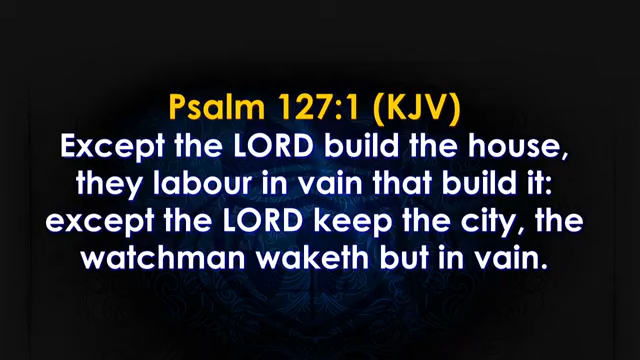 Psalm 127:1 (KJV)
Except the LORD build the house,
they labour in vain that build it:
except the LORD keep the city, the
watchman waketh but in vain.